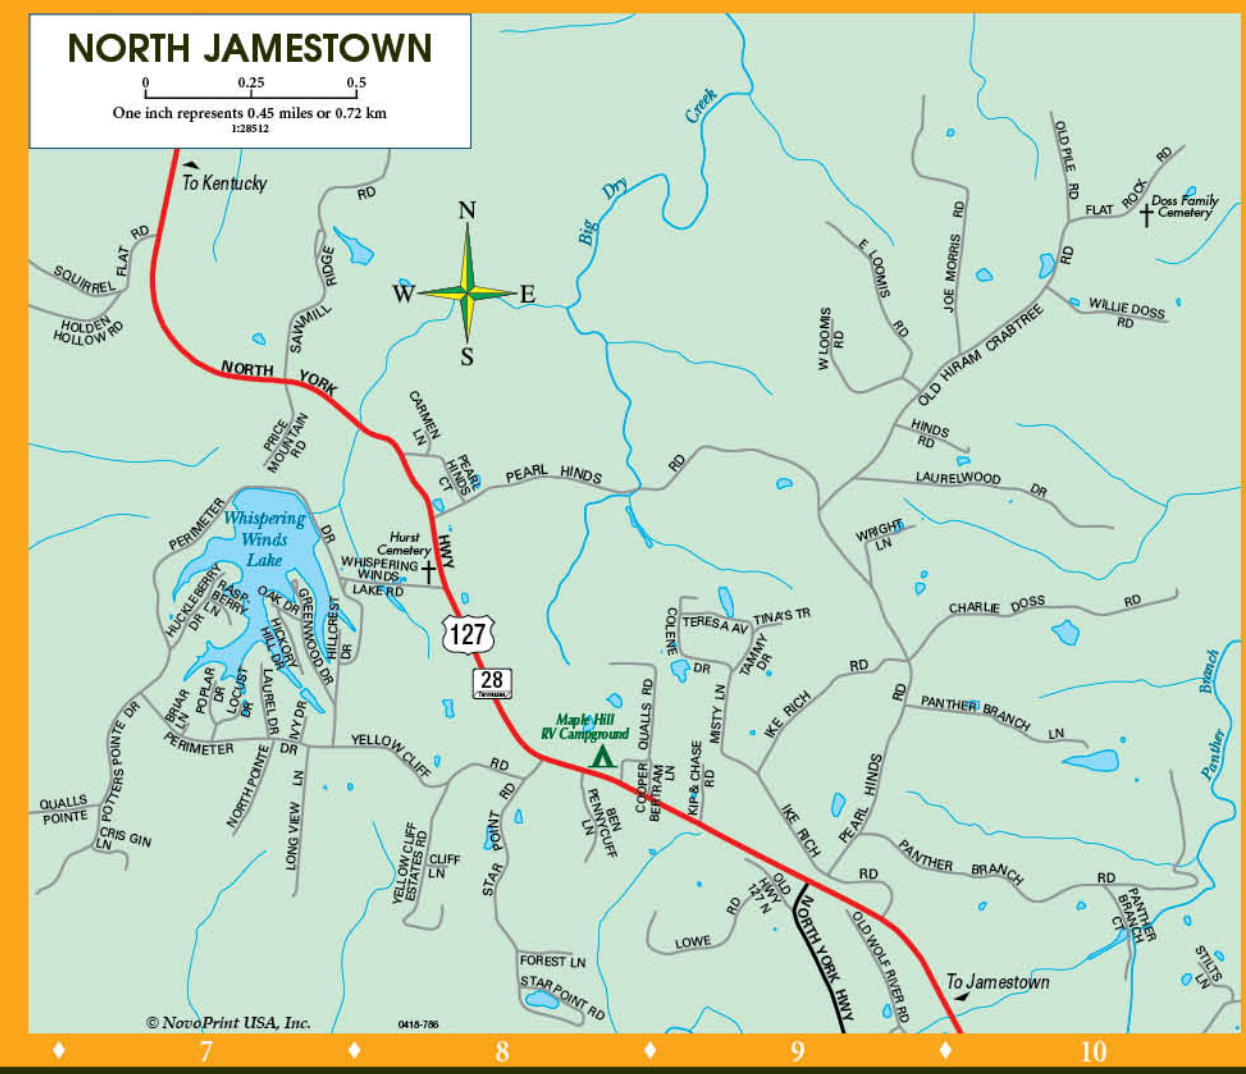 NORTH JAMESTOWN
0 0.25 0.5
One inch represents 0.45 miles or 0.72 km
1:28512
To Kentucky
RD
Creek
Dry
Big
OLD PILE RD
FLAT ROCK RD
Doss Family
Cemetery
N
W E
S
SQUIRREL FLAT RD
HOLDEN
HOLLOW RD
SAWMILL RIDGE
E LOOMIS RD
JOE MORRIS RD
RD
WILLIE DOSS
RD
W LOOMIS
RD
OLD HIRAM CRABTREE
NORTH YORK
HWY
CARMEN
LN
PRICE
MOUNTAIN
RD
PEARL
HINDS
CT
PEARL HINDS RD
HINDS
RD
LAURELWOOD DR
PERIMETER DR
Whispering
Winds
Lake
Hurst
Cemetery
WHISPERING
WINDS
LAKE RD
WRIGHT
LN
HUCKLEBERRY
DR
RASP-
BERRY
LN
OAK DR
GREENWOOD DR
HICKORY
HILL DR
HILLCREST
DR
127
28
Tennessee
COLENE DR
TERESA AV
TINA'S TR
TAMMY
DR
CHARLIE DOSS RD
BRIAR
LN
POPLAR
DR
LOCUST
DR
LAUREL DR
IVY DR
PERIMETER DR
MISTY LN
IKE RICH RD
RD
PANTHER BRANCH LN
Branch
Panther
Maple Hill
RV Campground
QUALLS RD
COOPER
BERTRAM
LN
KIP & CHASE
RD
POTTERS POINTE DR
QUALLS
POINTE
CRIS GIN
LN
NORTH POINTE
LONG VIEW LN
YELLOW CLIFF RD
YELLOW CLIFF
ESTATES RD
CLIFF
LN
STAR POINT RD
BEN
PENNYCUFF
LN
IKE RICH
PEARL HINDS
RD
PANTHER BRANCH RD
PANTHER
BRANCH
CT
OLD
HWY
127 N
LOWE RD
NORTH YORK HWY
OLD WOLF RIVER RD
FOREST LN
STAR POINT RD
To Jamestown
STILTS
LN
© NovoPrint USA, Inc.
0418-786
7 8 9 10